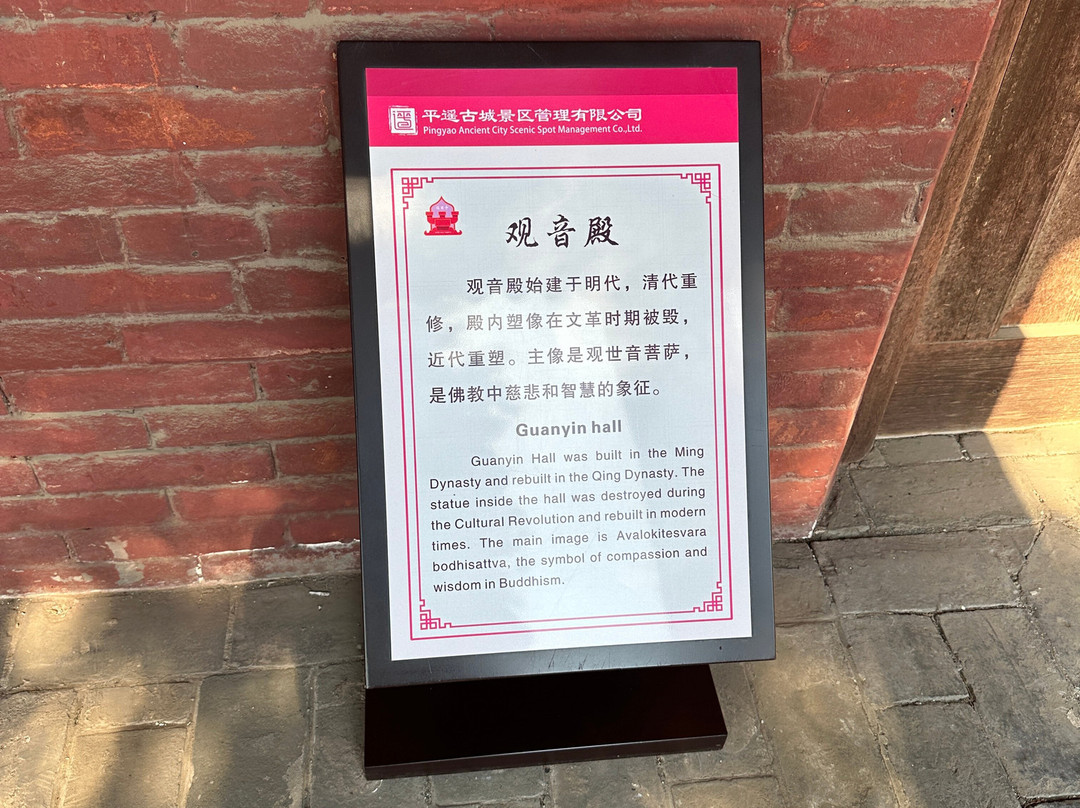 平遥古城景区管理有限公司
Pingyao Ancient City Scenic Spot Management Co.,Ltd.
观音殿
观音殿始建于明代，清代重
修，殿内塑像在文革时期被毁，
近代重塑。主像是观世音菩萨，
是佛教中慈悲和智慧的象征。
Guanyin hall
Guanyin Hall was built in the Ming
Dynasty and rebuilt in the Qing Dynasty. The
statue inside the hall was destroyed during
the Cultural Revolution and rebuilt in modern
times. The main image is Avalokitesvara
bodhisattva, the symbol of compassion and
wisdom in Buddhism.